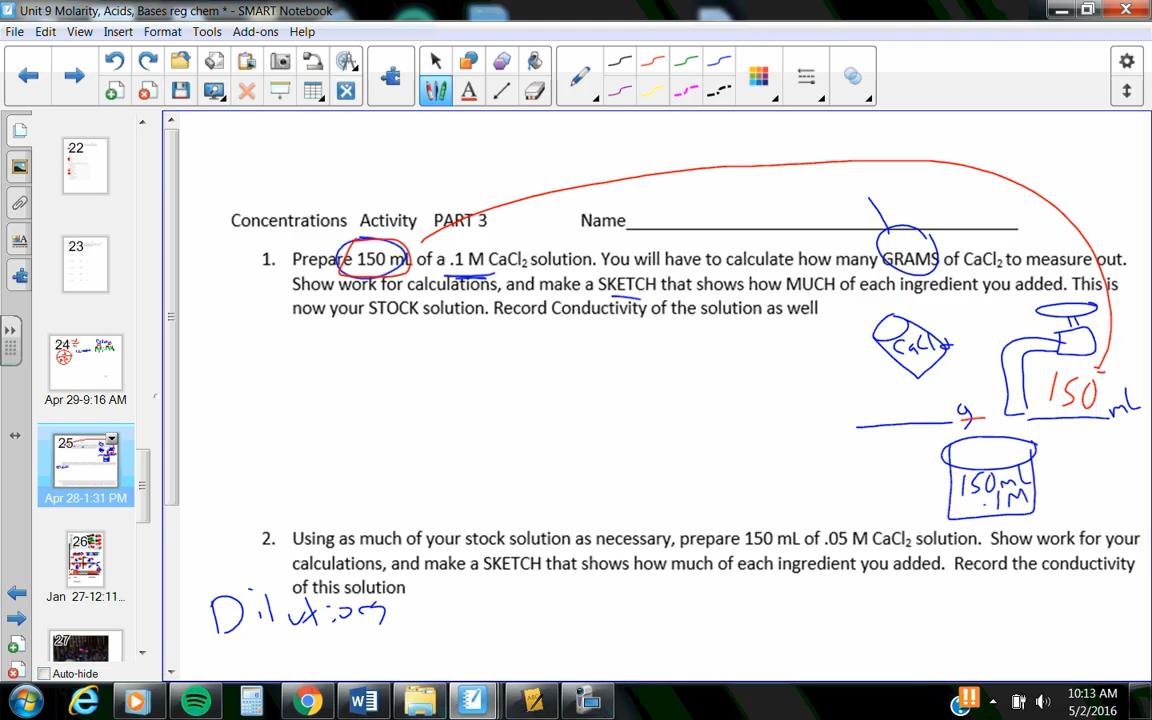 Unit 9 Molarity, Acids, Bases reg chem * - SMART Notebook
File Edit View Insert Format Tools Add-ons Help
22
23
24
Apr 29-9:16 AM
25
Apr 28-1:31 PM
26
Jan 27-12:11...
27
Auto-hide
Concentrations Activity PART 3 Name
1. Prepare 150 mL of a .1 M CaCl₂ solution. You will have to calculate how many GRAMS of CaCl₂ to measure out.
Show work for calculations, and make a SKETCH that shows how MUCH of each ingredient you added. This is
now your STOCK solution. Record Conductivity of the solution as well
CaCl₂
150 mL
g
150mL
.1M
2. Using as much of your stock solution as necessary, prepare 150 mL of .05 M CaCl₂ solution. Show work for your
calculations, and make a SKETCH that shows how much of each ingredient you added. Record the conductivity
of this solution
Dilutions
10:13 AM
5/2/2016